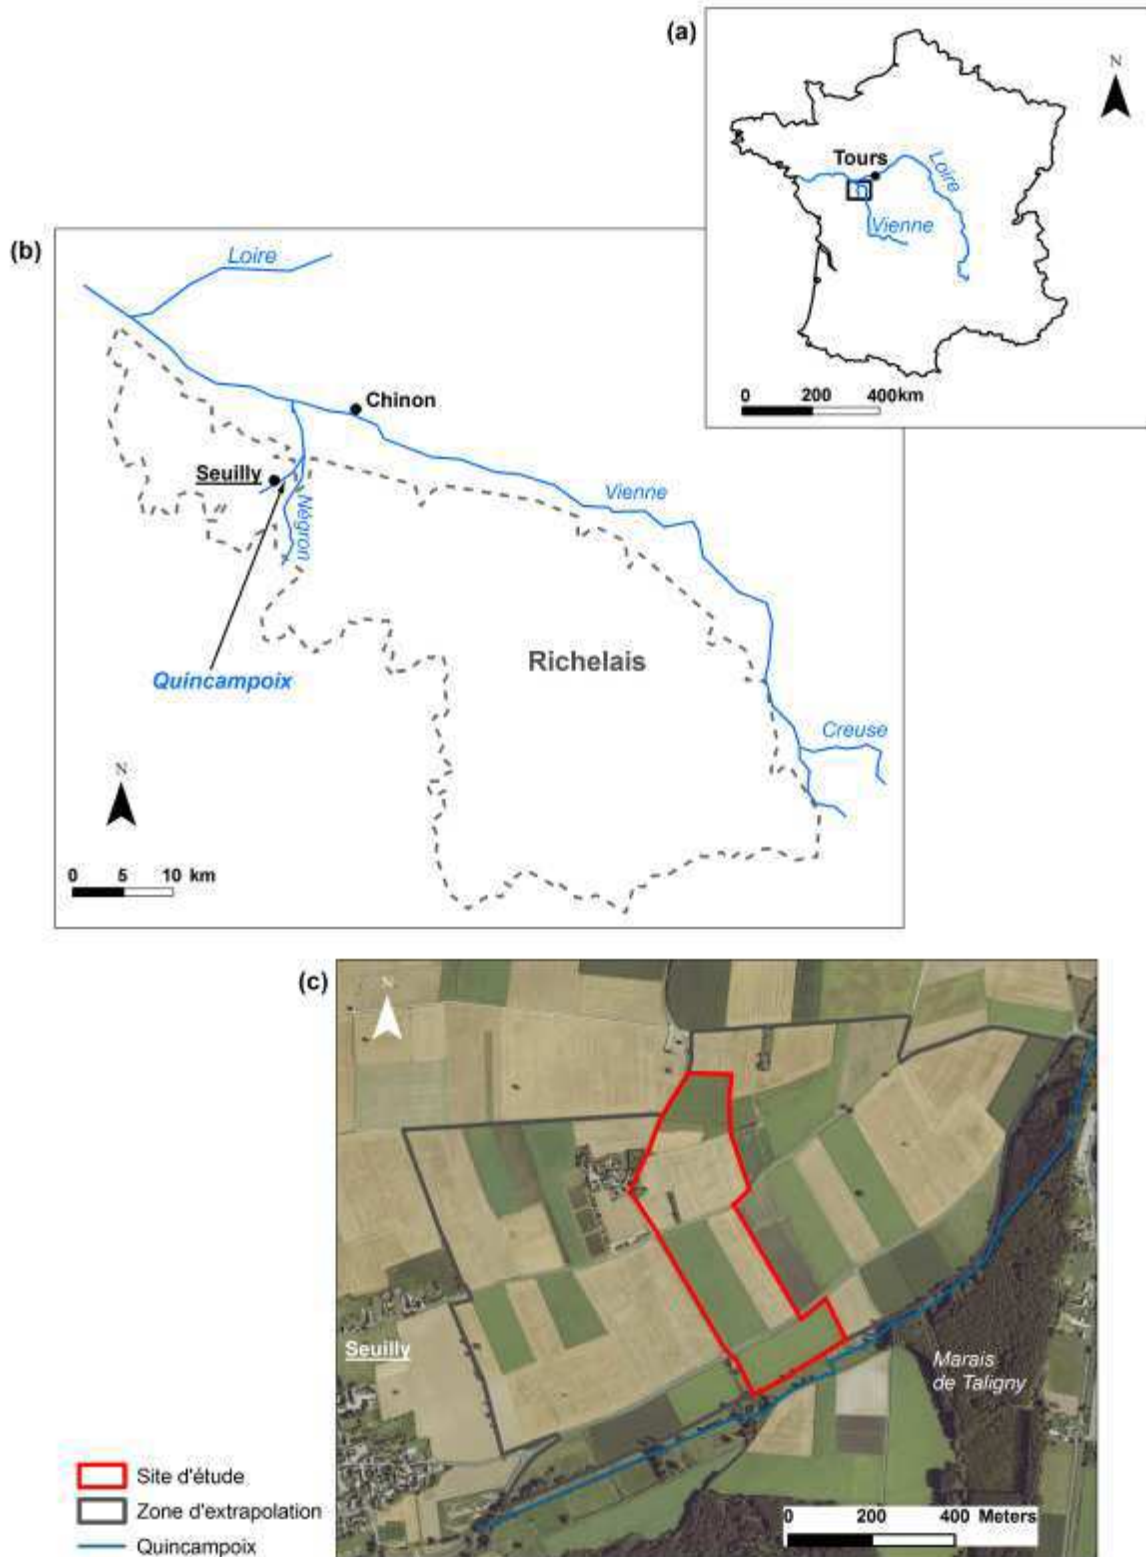 (a)
N
Tours
Loire
Vienne
0 200 400km
(b)
Loire
Chinon
Seuilly
Négron
Vienne
Quincampoix
Richelais
Creuse
N
0 5 10 km
(c)
N
Seuilly
Marais
de Taligny
Site d'étude
Zone d'extrapolation
Quincampoix
0 200 400 Meters